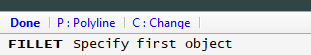 Done | P : Polyline | C : Change |
FILLET Specify first object